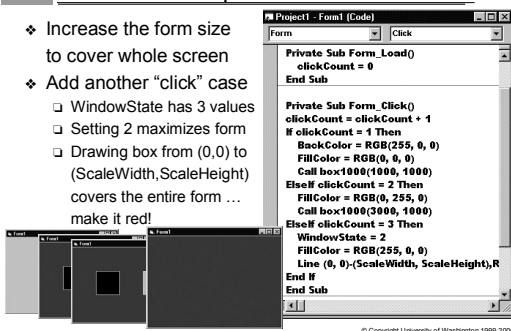 Increase the form size
to cover whole screen
Add another “click” case
WindowState has 3 values
Setting 2 maximizes form
Drawing box from (0,0) to
(ScaleWidth,ScaleHeight)
covers the entire form …
make it red!
Project1 - Form1 (Code)
Form
Click
Private Sub Form_Load()
clickCount = 0
End Sub
Private Sub Form_Click()
clickCount = clickCount + 1
If clickCount = 1 Then
BackColor = RGB(255, 0, 0)
FillColor = RGB(0, 0, 0)
Call box1000(1000, 1000)
ElseIf clickCount = 2 Then
FillColor = RGB(0, 255, 0)
Call box1000(3000, 1000)
ElseIf clickCount = 3 Then
WindowState = 2
FillColor = RGB(255, 0, 0)
Line (0, 0)-(ScaleWidth, ScaleHeight),R
End If
End Sub
Form1
Form1
Form1
Form1
© Copyright University of Washington 1999-200